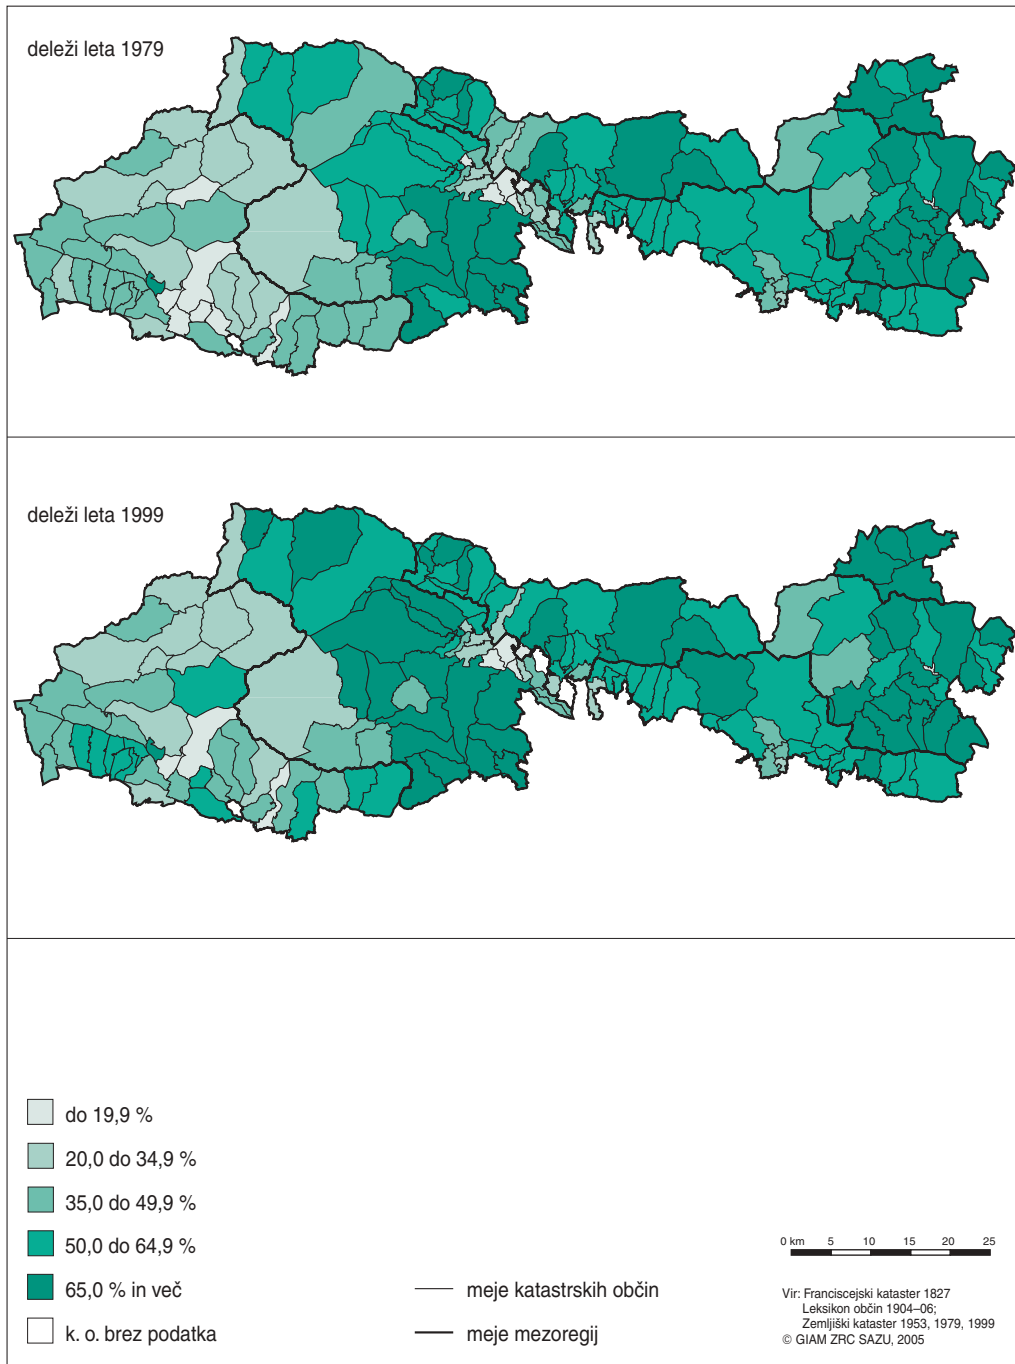 deleži leta 1979
deleži leta 1999
do 19,9 %
20,0 do 34,9 %
35,0 do 49,9 %
50,0 do 64,9 %
65,0 % in več
k. o. brez podatka
meje katastrskih občin
meje mezoregij
0 km 5 10 15 20 25
Vir: Franciscejski kataster 1827
Leksikon občin 1904–06;
Zemljiški kataster 1953, 1979, 1999
© GIAM ZRC SAZU, 2005